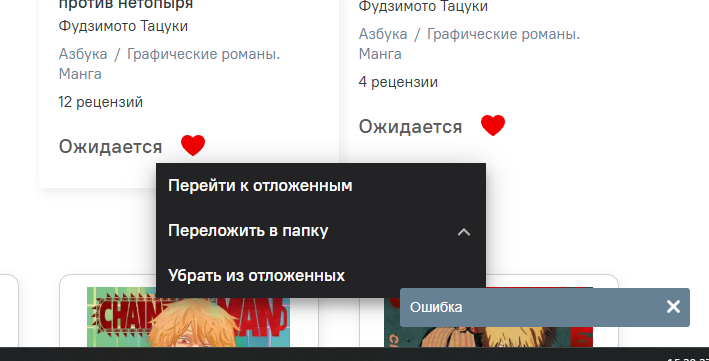 против нетопыря
Фудзимото Тацуки
Азбука / Графические романы.
Манга
12 рецензий
Ожидается
Фудзимото Тацуки
Азбука / Графические романы.
Манга
4 рецензии
Ожидается
Перейти к отложенным
Переложить в папку
Убрать из отложенных
Ошибка